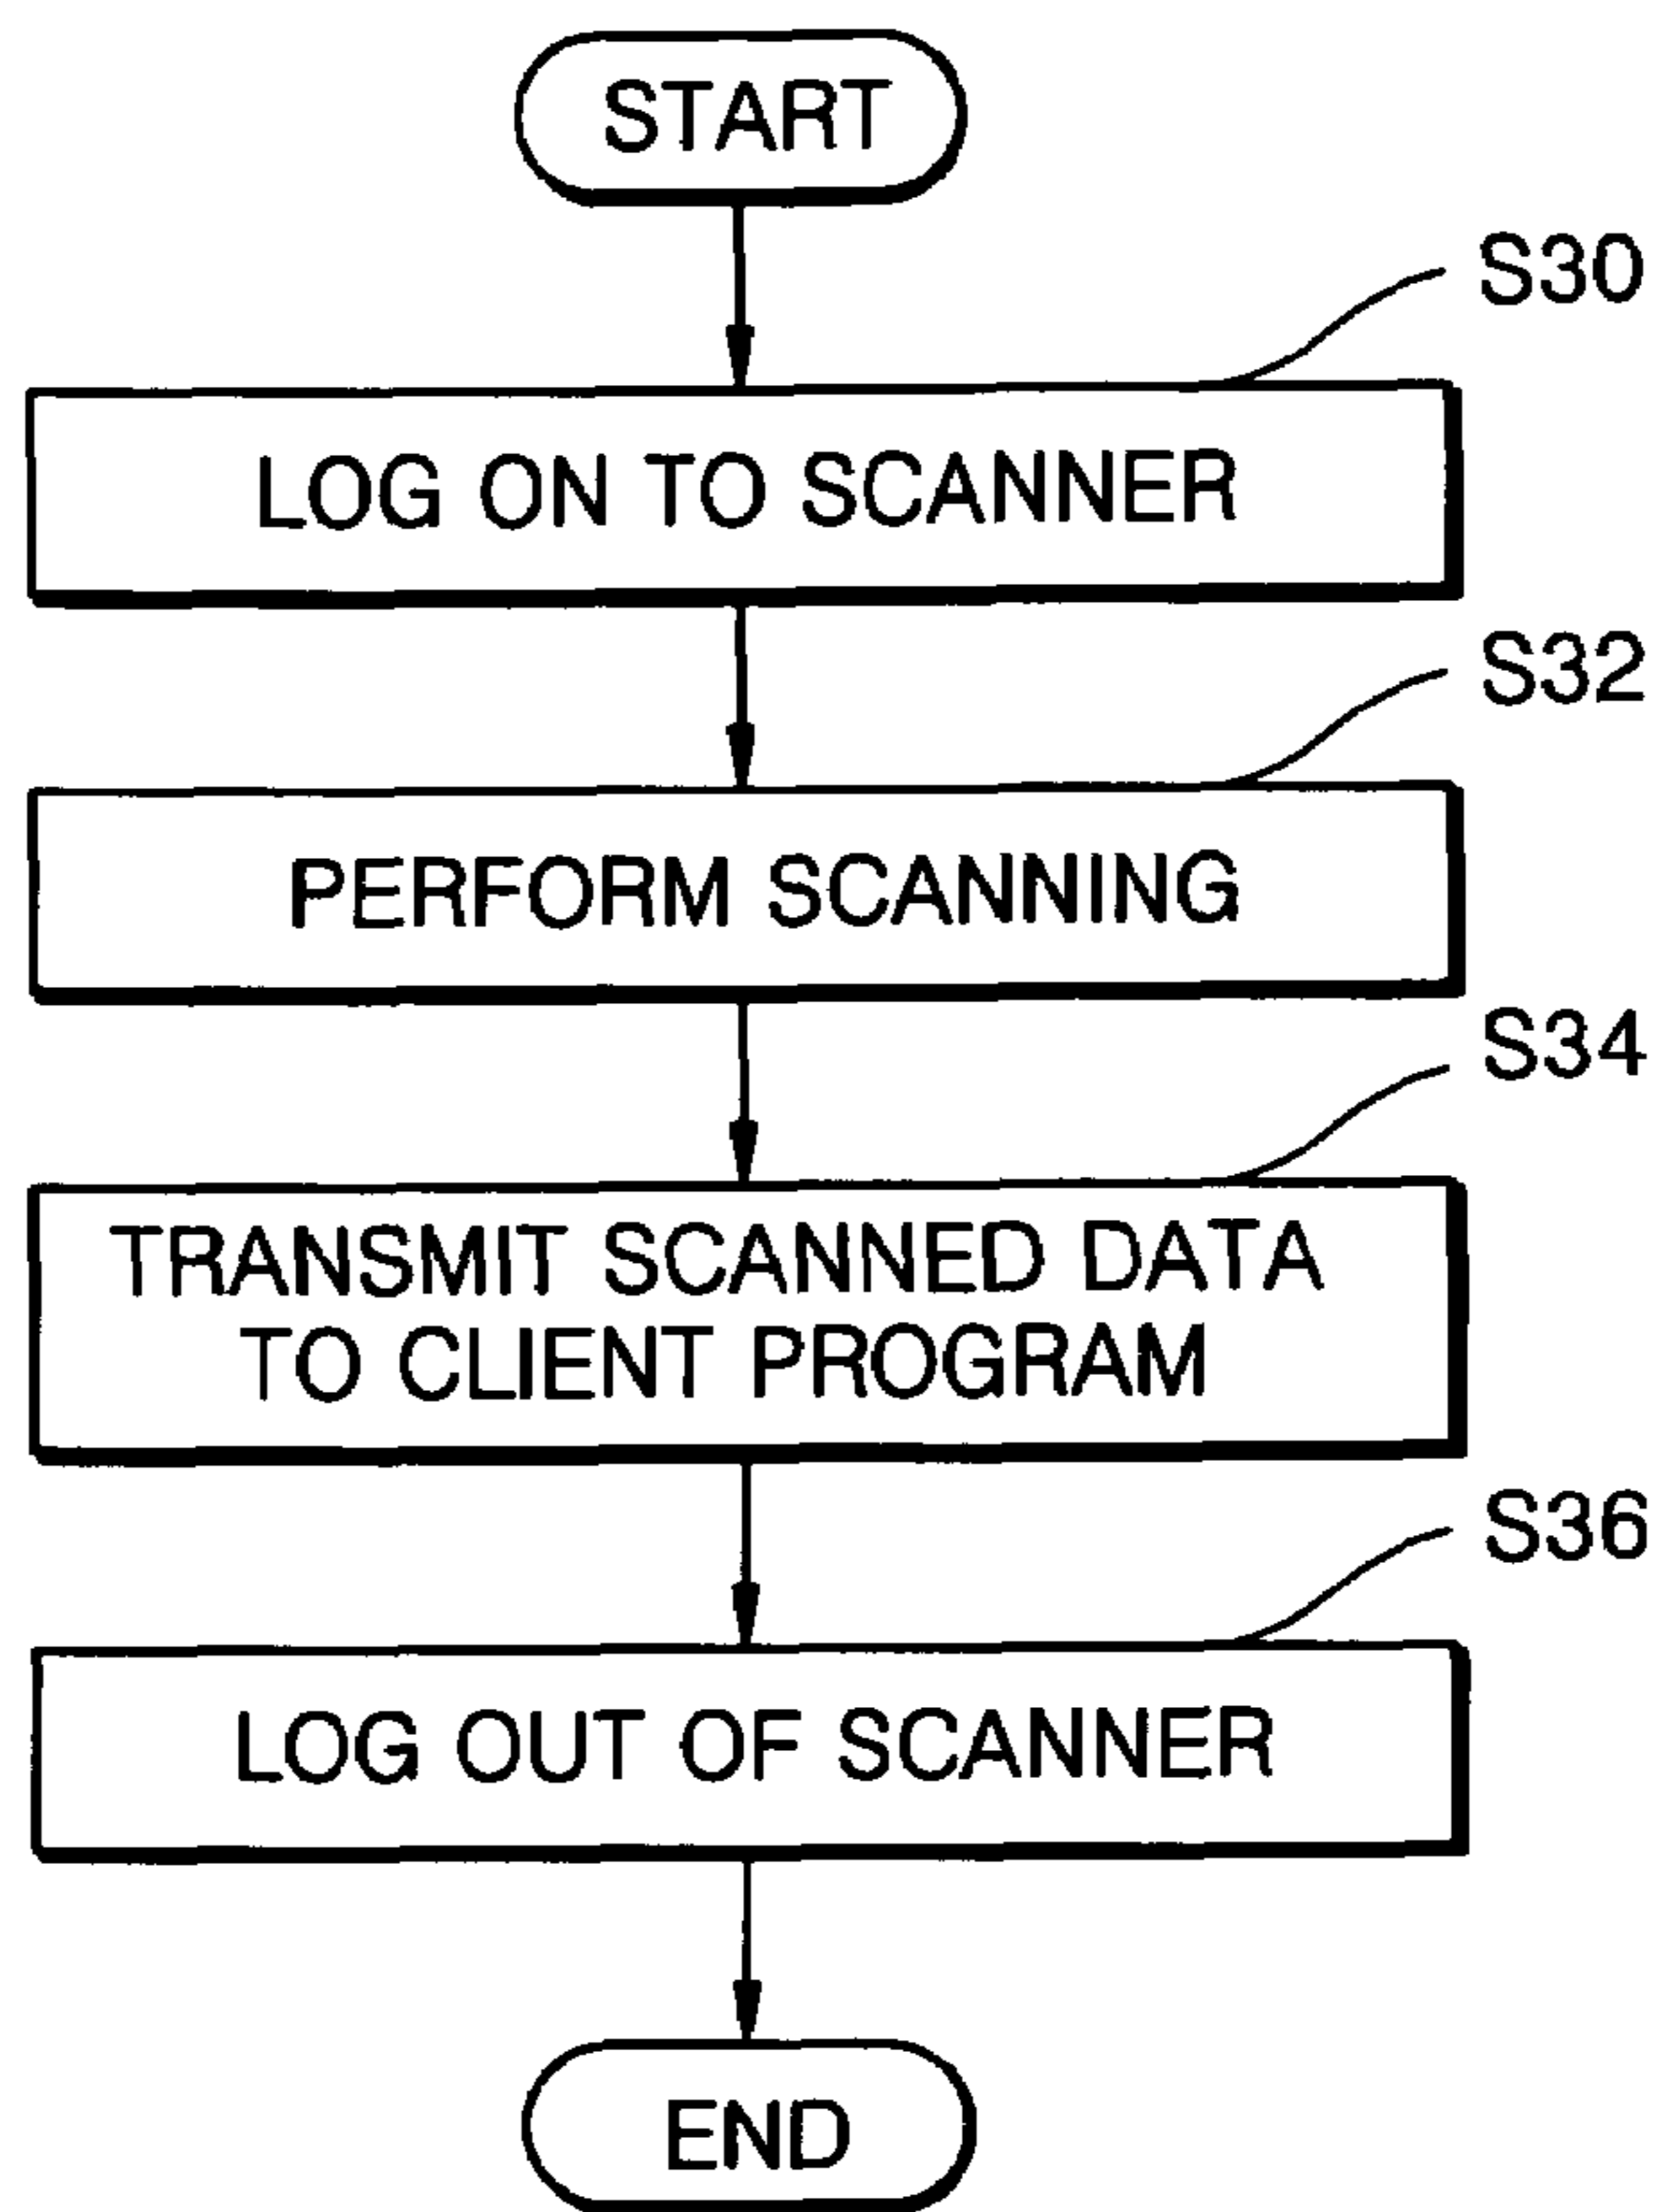 START
S30
LOG ON TO SCANNER
S32
PERFORM SCANNING
S34
TRANSMIT SCANNED DATA
TO CLIENT PROGRAM
S36
LOG OUT OF SCANNER
END